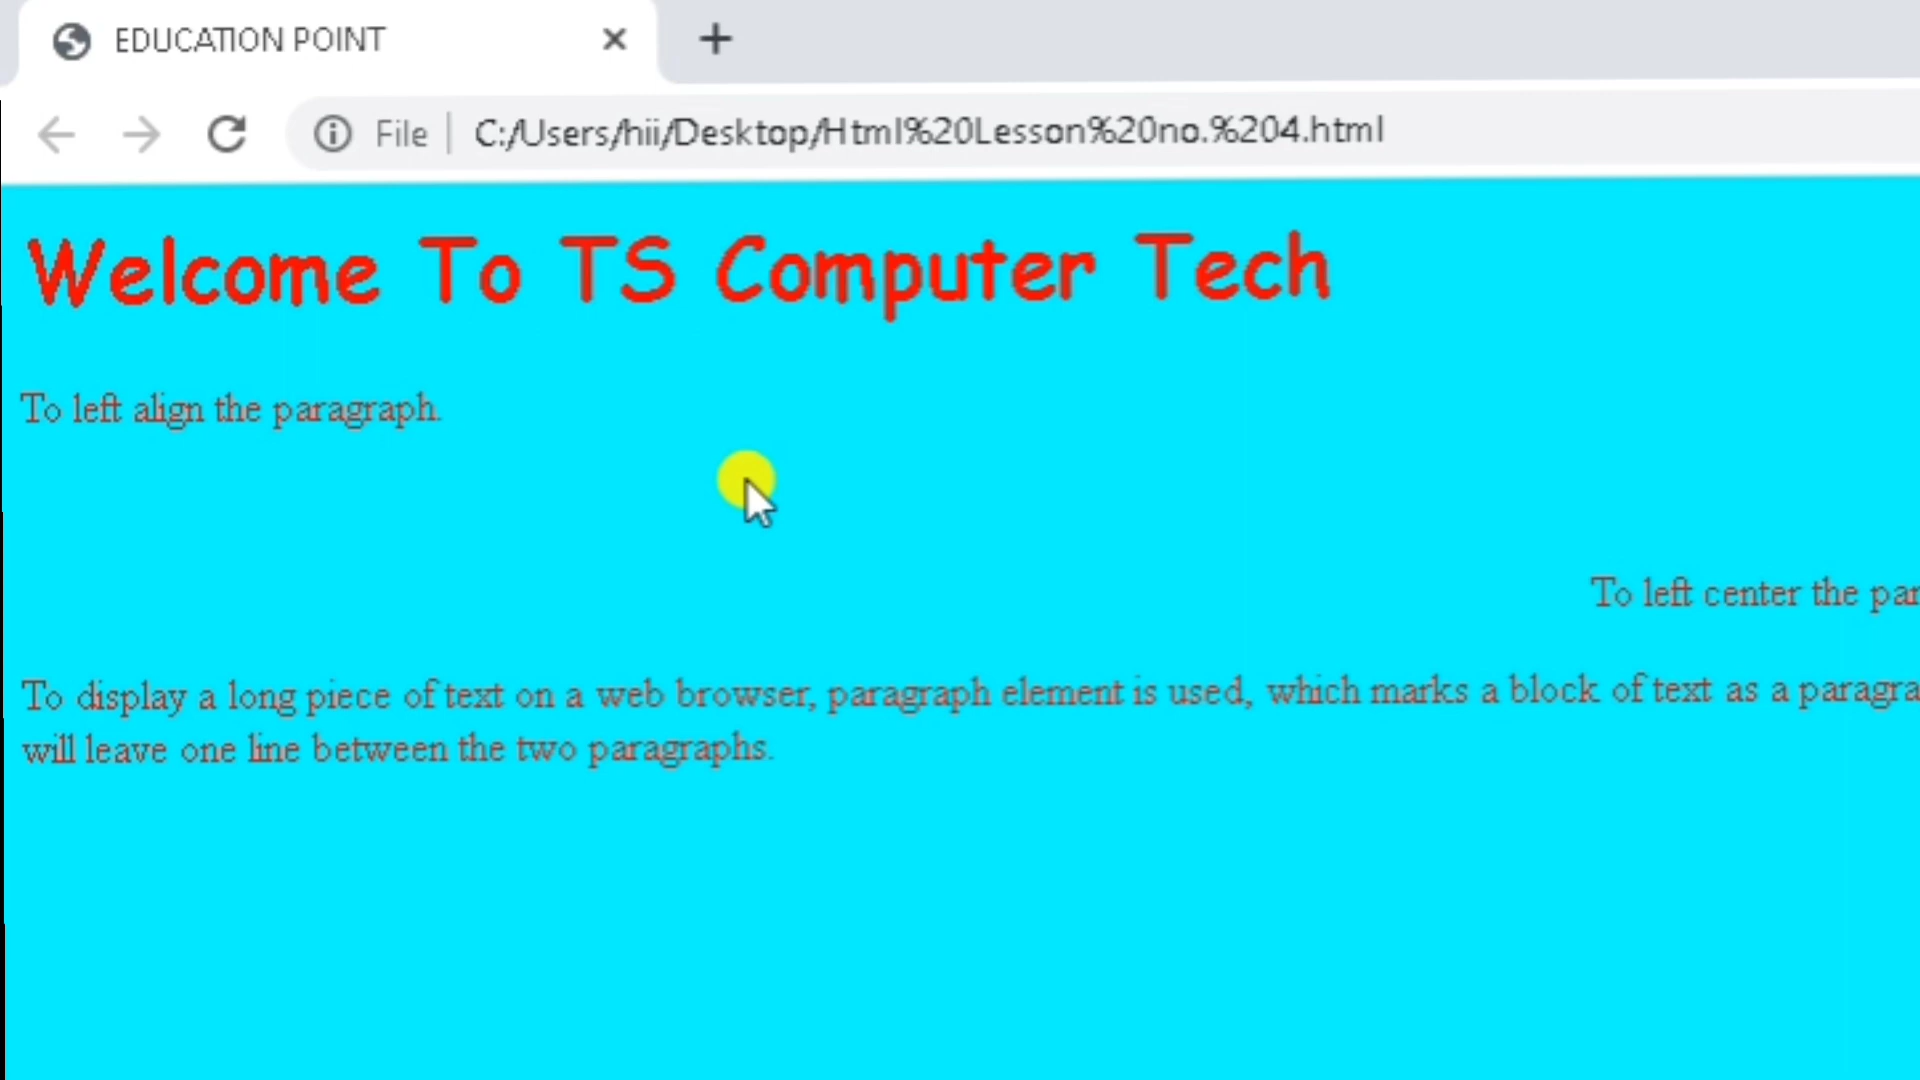 EDUCATION POINT
File C:/Users/hii/Desktop/Html%20Lesson%20no.%204.html
Welcome To TS Computer Tech
To left align the paragraph.
To left center the par
To display a long piece of text on a web browser, paragraph element is used, which marks a block of text as a paragra
will leave one line between the two paragraphs.